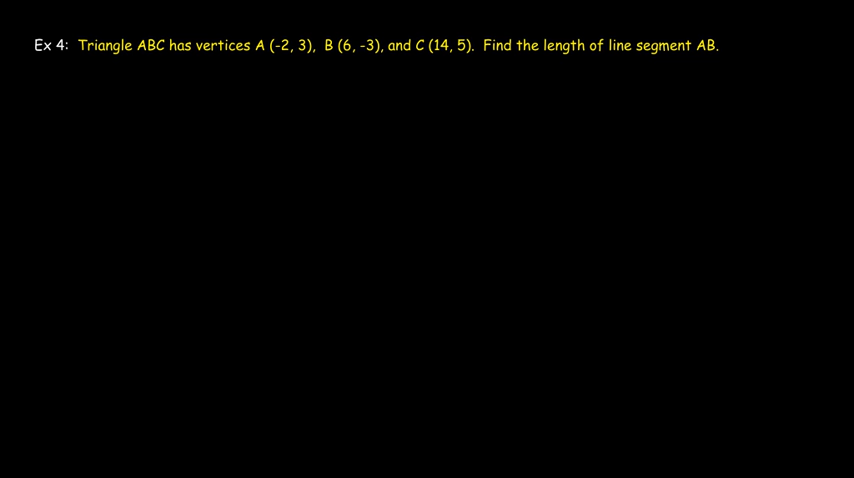 Ex 4: Triangle ABC has vertices A (-2, 3), B (6, -3), and C (14, 5). Find the length of line segment AB.